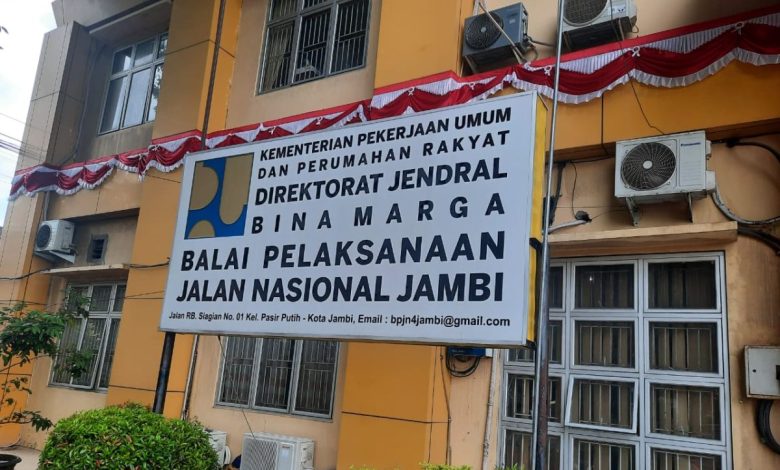 KEMENTERIAN PEKERJAAN UMUM
DAN PERUMAHAN RAKYAT
DIREKTORAT JENDRAL
BINA MARGA
BALAI PELAKSANAAN
JALAN NASIONAL JAMBI
Jalan RB. Siagian No. 01 Kel. Pasir Putih - Kota Jambi, Email : bpjn4jambi@gmail.com